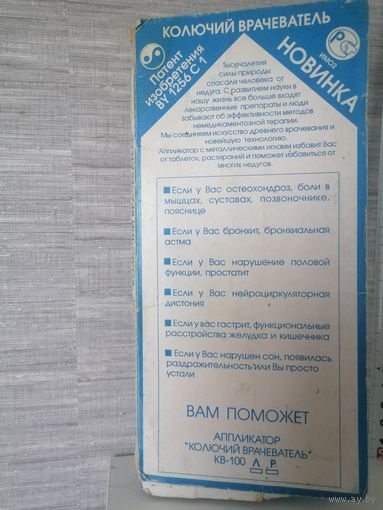 КОЛЮЧИЙ ВРАЧЕВАТЕЛЬ
Патент
изобретения
BY 1256 C 1
РСТ
ИМ02
НОВИНКА
Тысячелетия
силы природы
спасали человека от
недуга. С развитием науки в
нашу жизнь все больше входят
лекарственные препараты и люди
забывают об эффективности методов
немедикаментозной терапии.
Мы соединяем искусство древнего врачевания и
новейшую технологию.
Аппликатор с металлическими иглами избавит Вас
от таблеток, растираний и поможет избавиться от
многих недугов.
Если у Вас остеохондроз, боли в
мышцах, суставах, позвоночнике,
пояснице
Если у Вас бронхит, бронхиальная
астма
Если у Вас нарушение половой
функции, простатит
Если у Вас нейроциркуляторная
дистония
Если у вас гастрит, функциональные
расстройства желудка и кишечника
Если у Вас нарушен сон, появилась
раздражительность или Вы просто
устали
ВАМ ПОМОЖЕТ
АППЛИКАТОР
"КОЛЮЧИЙ ВРАЧЕВАТЕЛЬ"
КВ-100 Л Р
www.ay.by